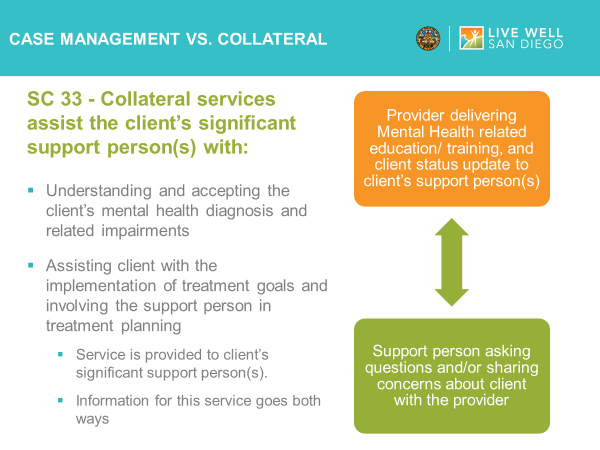 CASE MANAGEMENT VS. COLLATERAL
LIVE WELL
SAN DIEGO
SC 33 - Collateral services
assist the client's significant
support person(s) with:
Understanding and accepting the
client's mental health diagnosis and
related impairments
Assisting client with the
implementation of treatment goals and
involving the support person in
treatment planning
Service is provided to client's
significant support person(s).
Information for this service goes both
ways
Provider delivering
Mental Health related
education/ training, and
client status update to
client's support person(s)
Support person asking
questions and/or sharing
concerns about client
with the provider